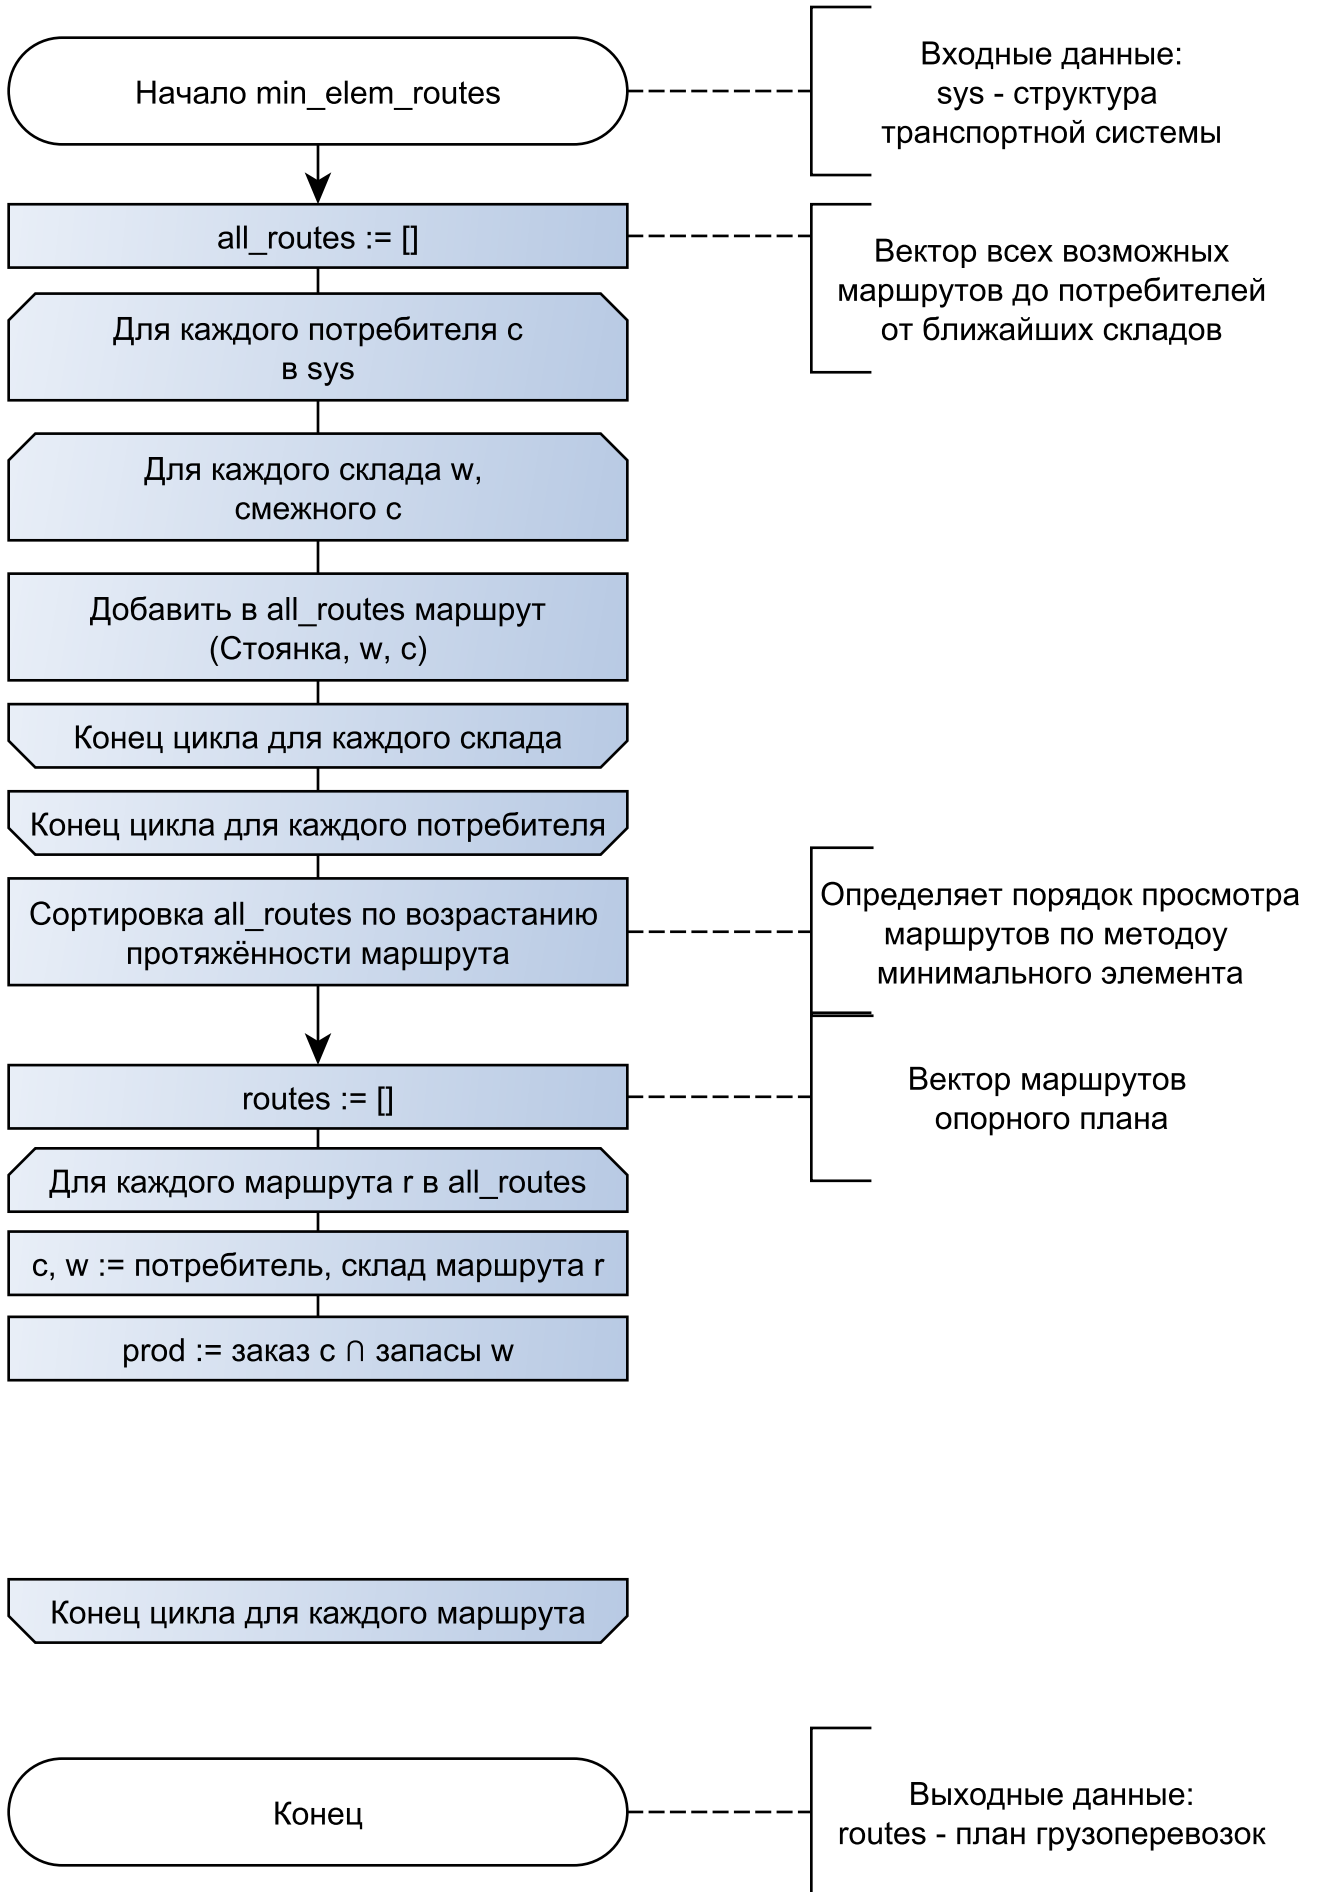 Начало min_elem_routes
Входные данные:
sys - структура
транспортной системы
all_routes := []
Вектор всех возможных
маршрутов до потребителей
от ближайших складов
Для каждого потребителя c
в sys
Для каждого склада w,
смежного c
Добавить в all_routes маршрут
(Стоянка, w, c)
Конец цикла для каждого склада
Конец цикла для каждого потребителя
Сортировка all_routes по возрастанию
протяжённости маршрута
Определяет порядок просмотра
маршрутов по методоу
минимального элемента
routes := []
Вектор маршрутов
опорного плана
Для каждого маршрута r в all_routes
c, w := потребитель, склад маршрута r
prod := заказ c ∩ запасы w
Конец цикла для каждого маршрута
Конец
Выходные данные:
routes - план грузоперевозок